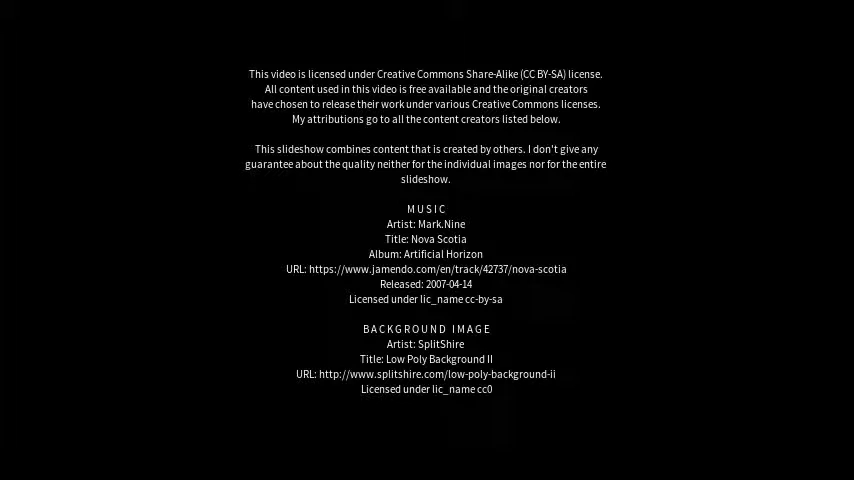 This video is licensed under Creative Commons Share-Alike (CC BY-SA) license.
All content used in this video is free available and the original creators
have chosen to release their work under various Creative Commons licenses.
My attributions go to all the content creators listed below.
This slideshow combines content that is created by others. I don't give any
guarantee about the quality neither for the individual images nor for the entire
slideshow.
MUSIC
Artist: Mark.Nine
Title: Nova Scotia
Album: Artificial Horizon
URL: https://www.jamendo.com/en/track/42737/nova-scotia
Released: 2007-04-14
Licensed under lic_name cc-by-sa
BACKGROUND IMAGE
Artist: SplitShire
Title: Low Poly Background II
URL: http://www.splitshire.com/low-poly-background-ii
Licensed under lic_name cc0